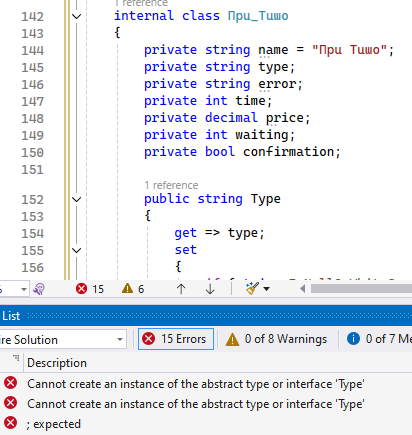 1 reference
142 internal class При_Тишо
143 {
144 private string name = "При Тишо";
145 private string type;
146 private string error;
147 private int time;
148 private decimal price;
149 private int waiting;
150 private bool confirmation;
151
1 reference
152 public string Type
153 {
154 get => type;
155 set
156 {
15 6
List
ire Solution 15 Errors 0 of 8 Warnings 0 of 7 Me
Description
Cannot create an instance of the abstract type or interface 'Type'
Cannot create an instance of the abstract type or interface 'Type'
; expected